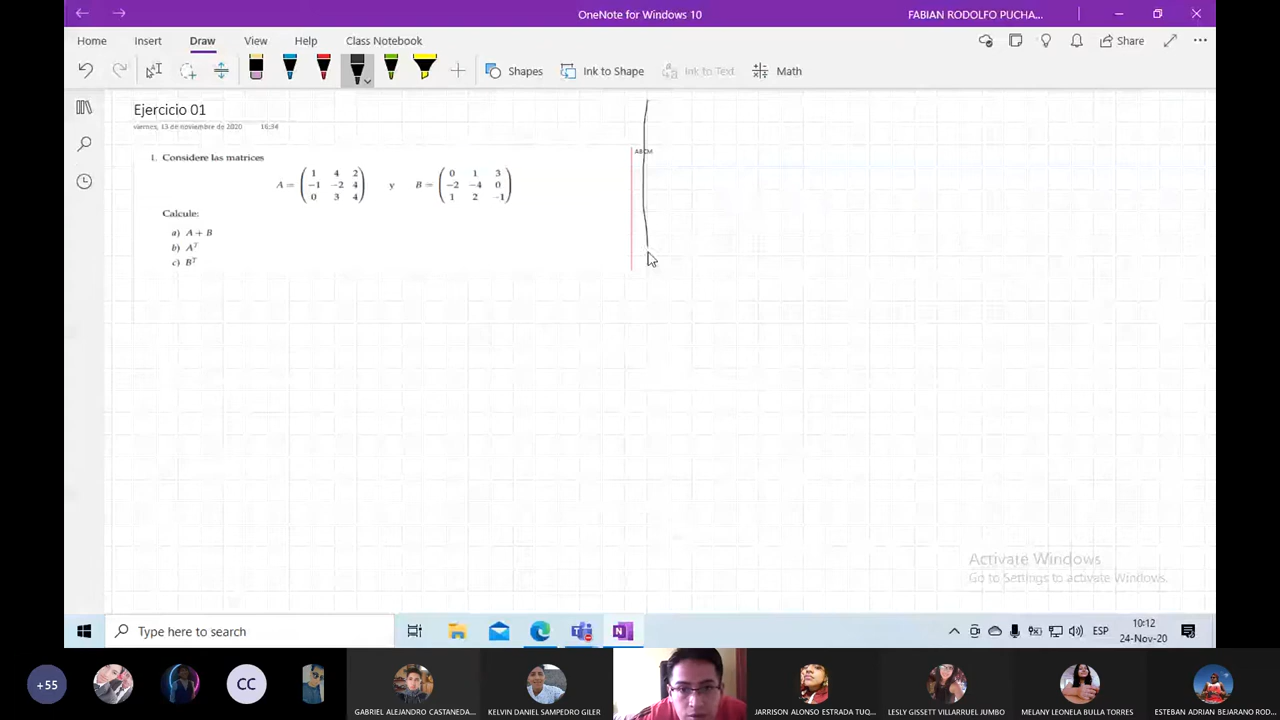 OneNote for Windows 10
FABIAN RODOLFO PUCHA...
Home Insert Draw View Help Class Notebook
Share
Shapes Ink to Shape Ink to Text Math
Ejercicio 01
viernes, 13 de noviembre de 2020 16:34
1. Considere las matrices
A = ( 1 4 2
-1 -2 4
0 3 4 ) y B = ( 0 1 3
-2 -4 0
1 2 -1 )
Calcule:
a) A + B
b) A^T
c) B^T
Activate Windows
Go to Settings to activate Windows.
Type here to search
ESP
10:12
24-Nov-20
+55
CC
GABRIEL ALEJANDRO CASTANEDA...
KELVIN DANIEL SAMPEDRO GILER
JARRISON ALONSO ESTRADA TUQ...
LESLY GISSETT VILLARRUEL JUMBO
MELANY LEONELA BULLA TORRES
ESTEBAN ADRIAN BEJARANO ROD...